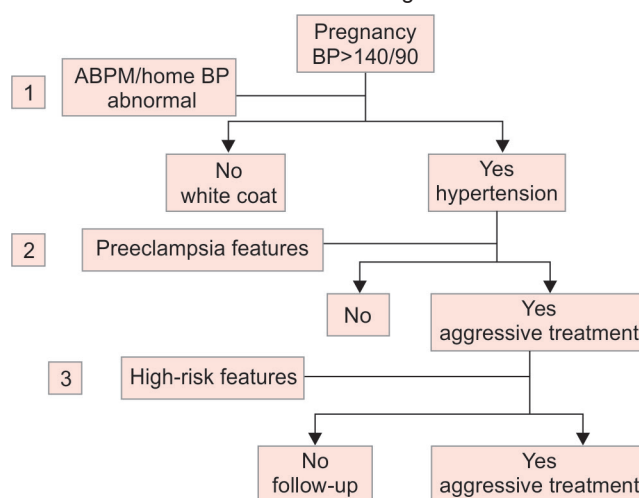 Pregnancy
BP>140/90
ABPM/home BP
abnormal
1
No
white coat
Yes
hypertension
2
Preeclampsia features
No
Yes
aggressive treatment
3
High-risk features
No
follow-up
Yes
aggressive treatment